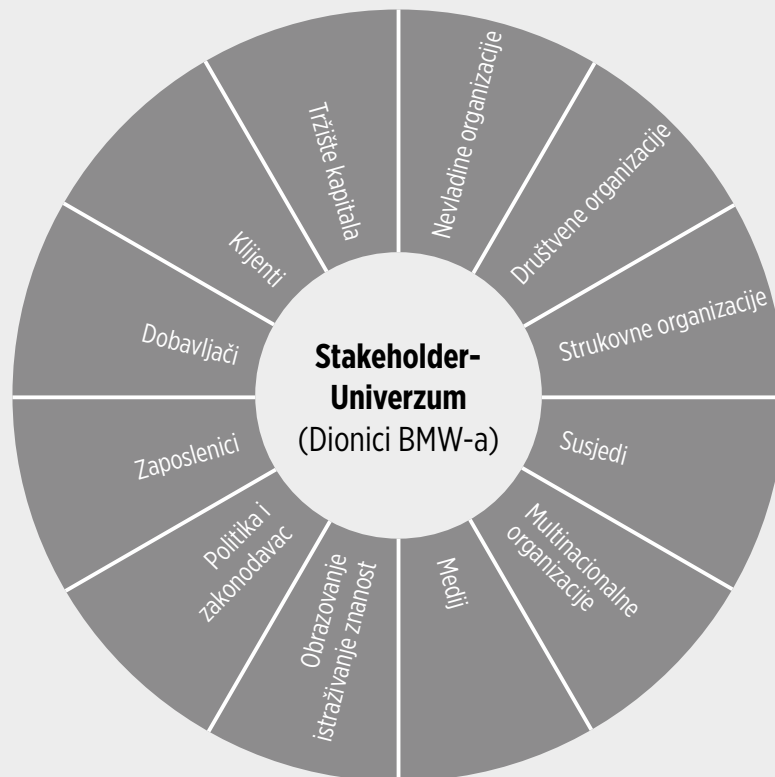 Stakeholder-
Univerzum
(Dionici BMW-a)
Nevladine organizacije
Društvene organizacije
Strukovne organizacije
Susjedi
Multinacionalne
organizacije
Medij
Obrazovanje
istraživanje znanost
Politika i
zakonodavac
Zaposlenici
Dobavljači
Klijenti
Tržište kapitala